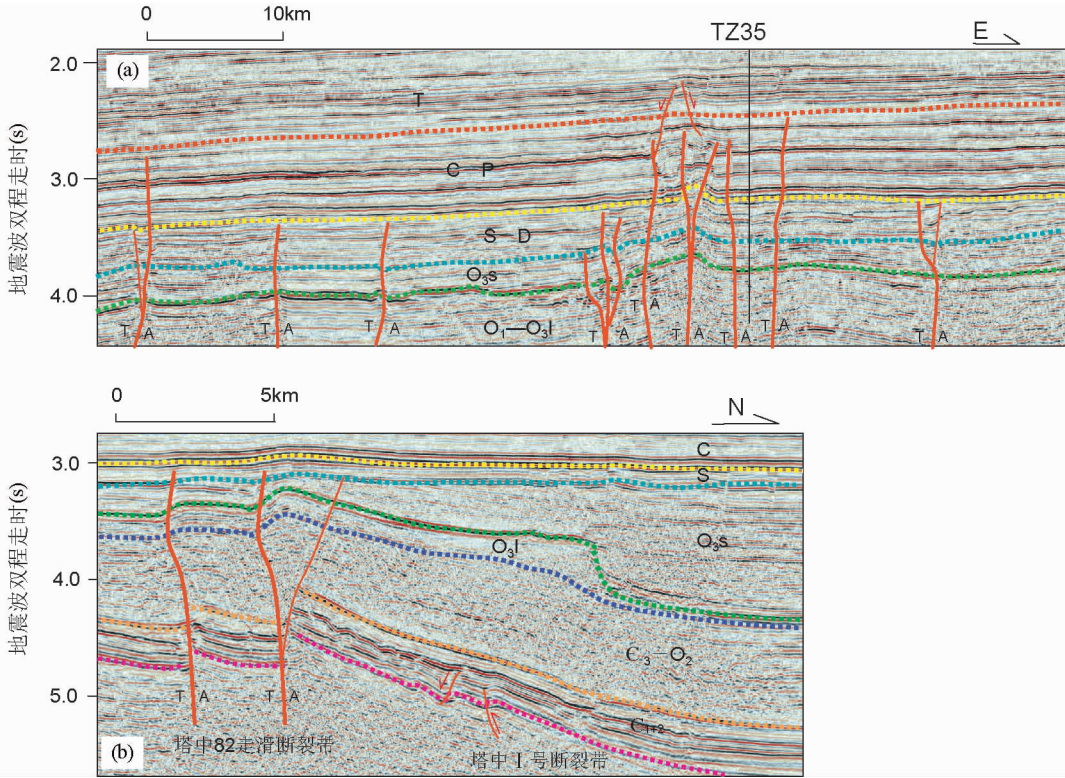 0 10km
TZ35
E
(a)
2.0
T
3.0
C P
S—D
O₃s
4.0
O₁—O₃l
T A T A T A T A T A T A T A T A T A
地震波双程走时(s)
0 5km
N
C
3.0
S
O₃l
O₃s
4.0
Є₃—O₂
5.0
T A T A
Є₁₊₂
塔中82走滑断裂带
塔中Ⅰ号断裂带
(b)
地震波双程走时(s)